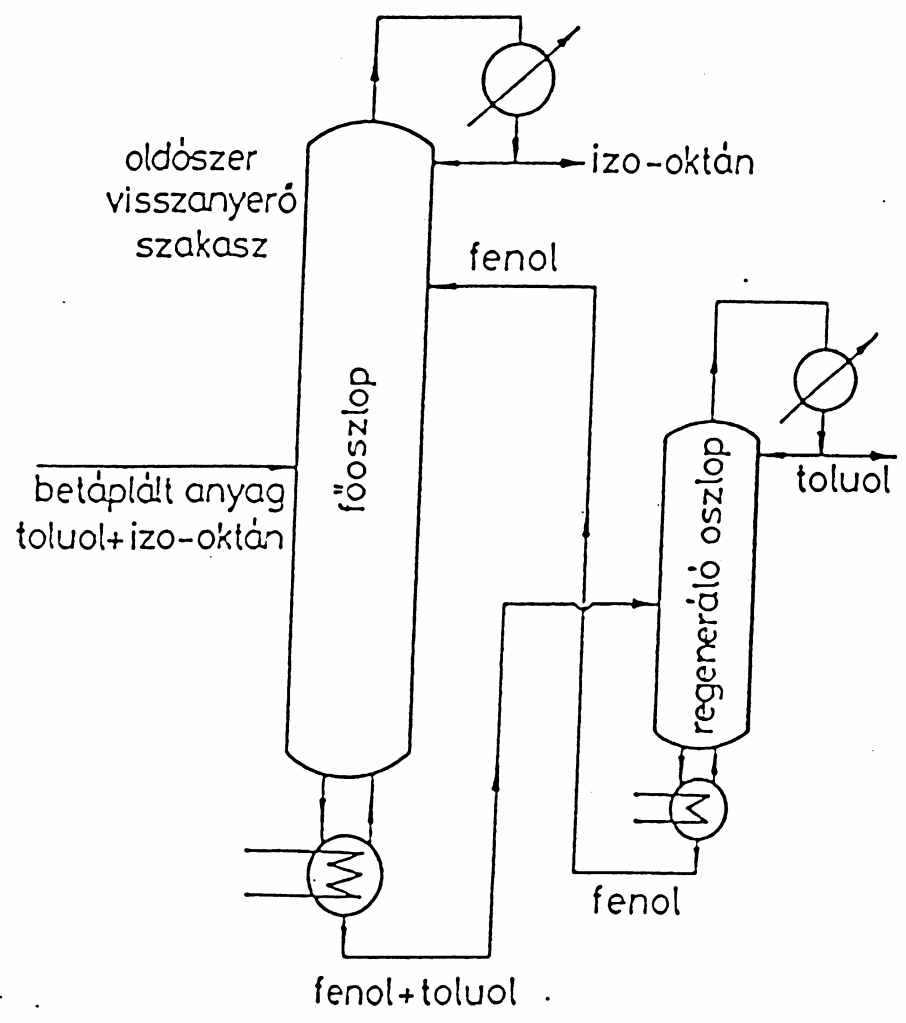 oldószer
visszanyerő
szakasz
izo-oktán
fenol
főoszlop
betáplált anyag
toluol+izo-oktán
regeneráló oszlop
toluol
fenol
fenol+toluol